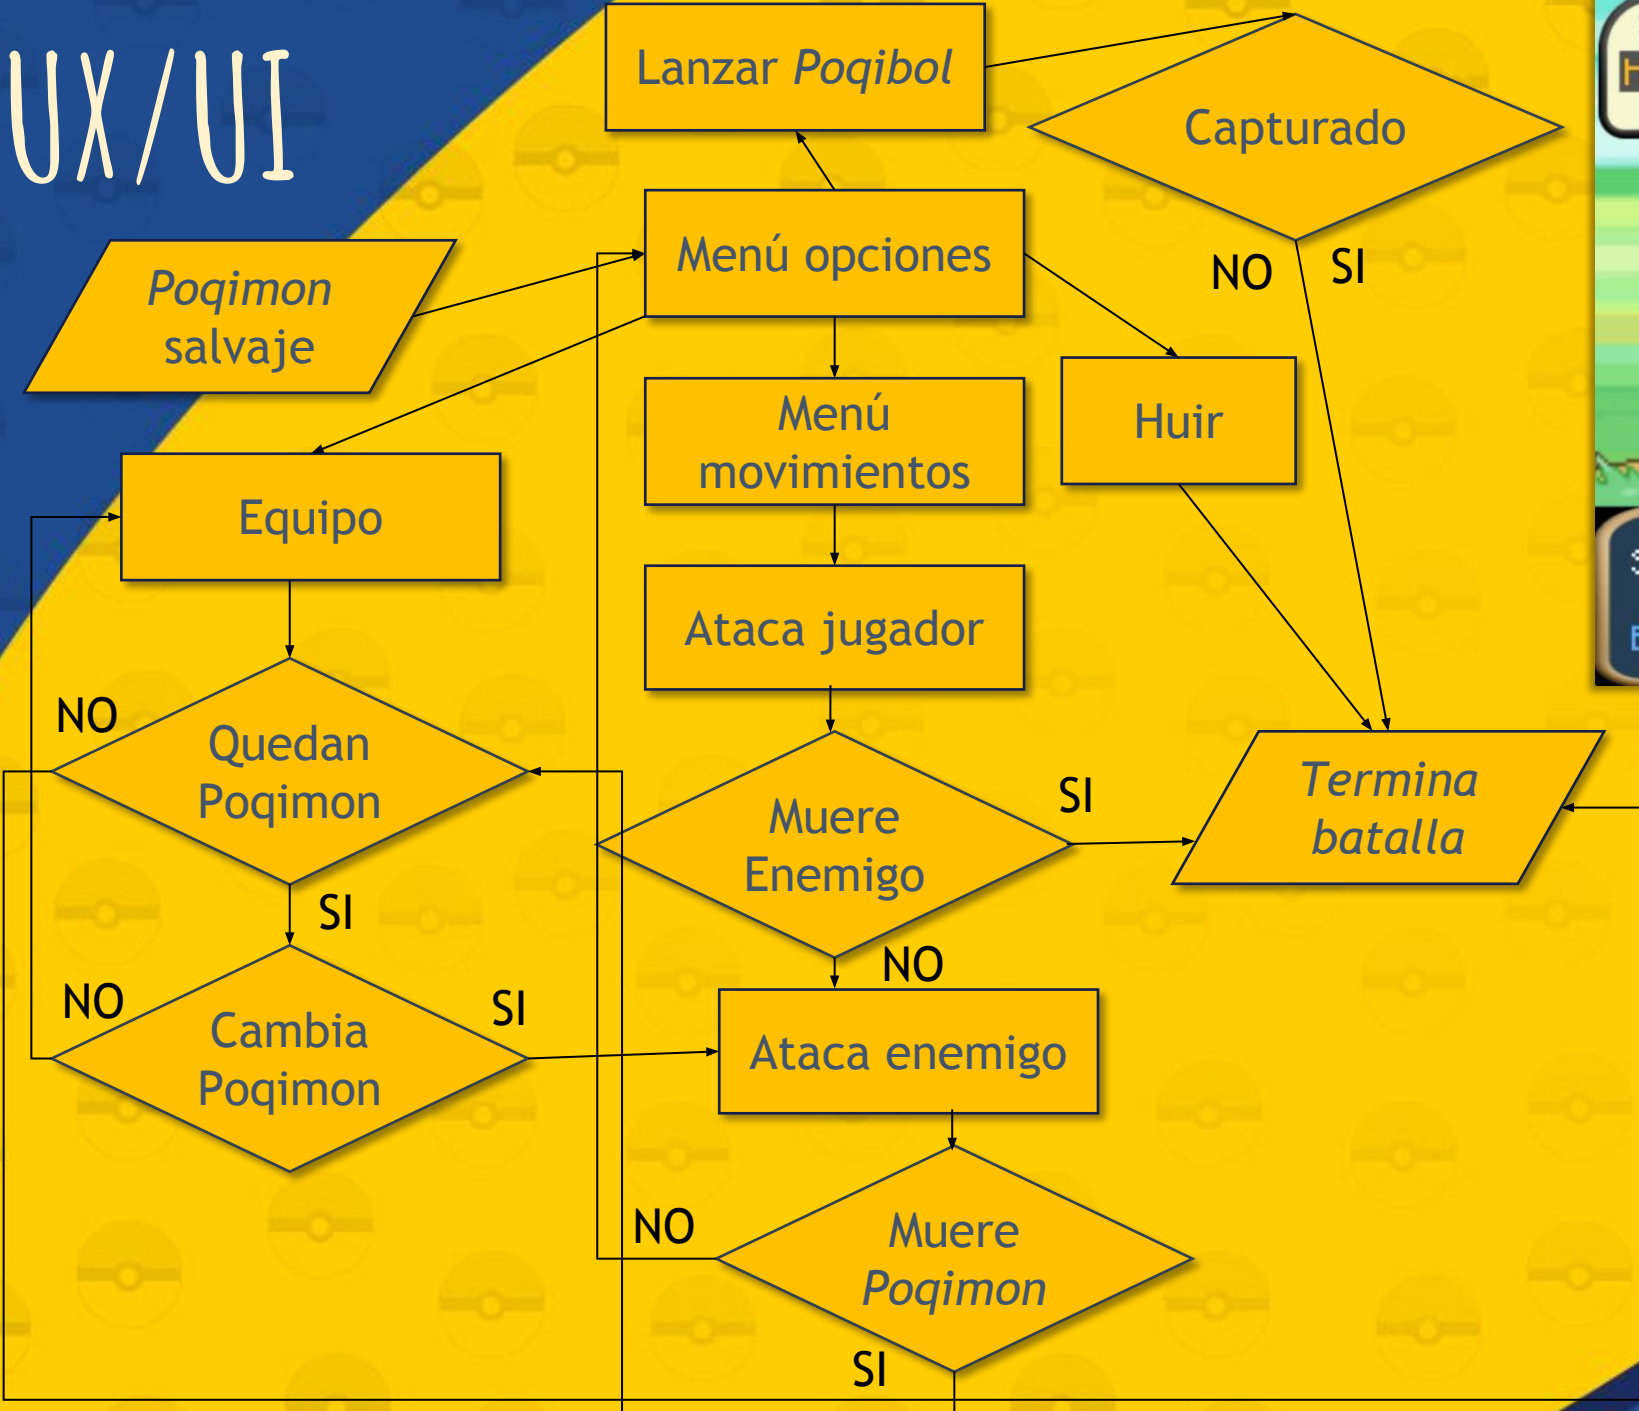 UX/UI
Lanzar Poqibol
Capturado
NO
SI
Menú opciones
Poqimon
salvaje
Menú
movimientos
Huir
Equipo
Ataca jugador
NO
Quedan
Poqimon
SI
Muere
Enemigo
SI
Termina
batalla
NO
NO
Cambia
Poqimon
SI
Ataca enemigo
NO
Muere
Poqimon
SI